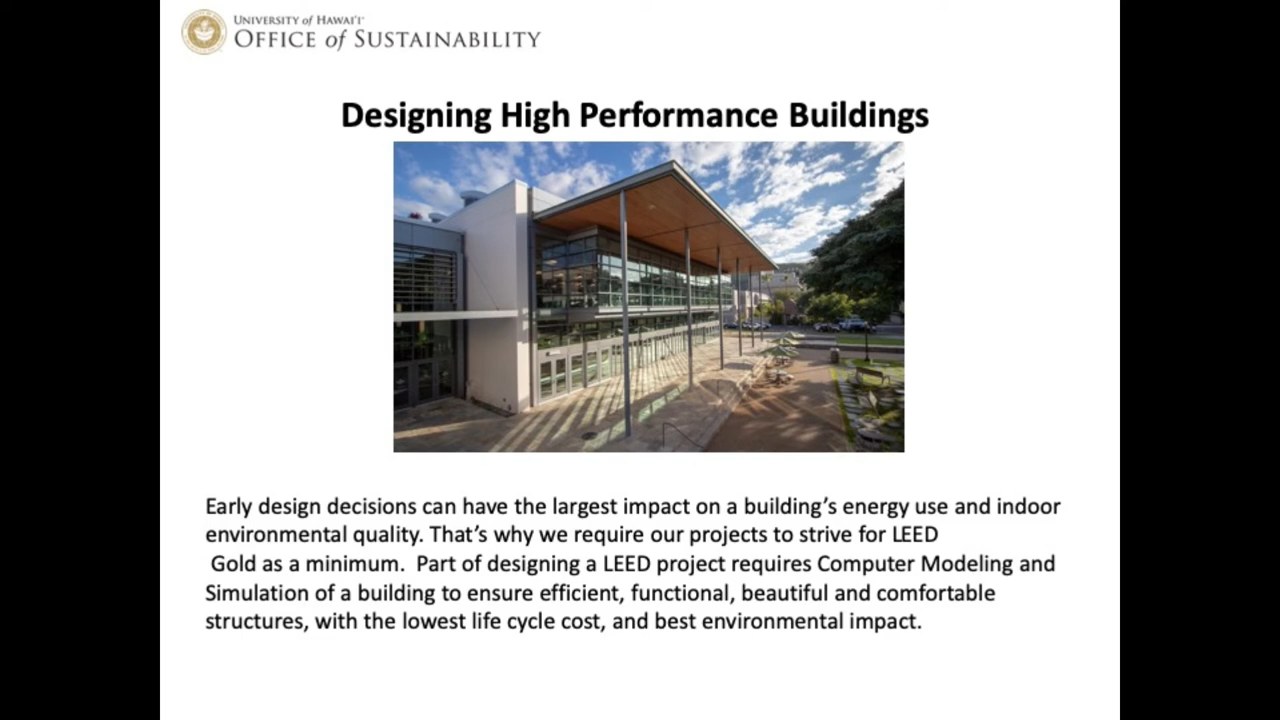 UNIVERSITY of HAWAI‘I®
OFFICE of SUSTAINABILITY
Designing High Performance Buildings
Early design decisions can have the largest impact on a building’s energy use and indoor
environmental quality. That’s why we require our projects to strive for LEED
Gold as a minimum.  Part of designing a LEED project requires Computer Modeling and
Simulation of a building to ensure efficient, functional, beautiful and comfortable
structures, with the lowest life cycle cost, and best environmental impact.